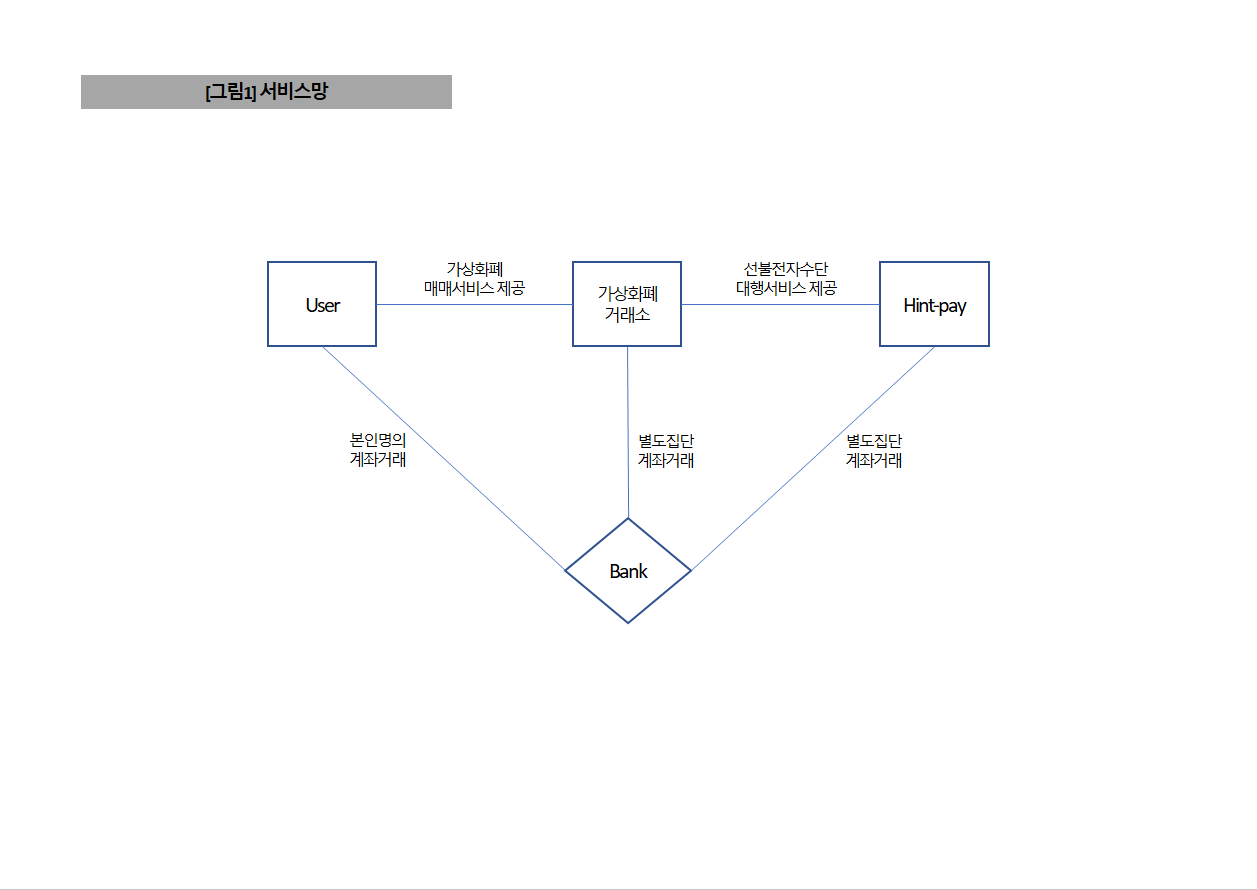 [그림1] 서비스망
가상화폐
매매서비스 제공
선불전자수단
대행서비스 제공
User
가상화폐
거래소
Hint-pay
본인명의
계좌거래
별도집단
계좌거래
별도집단
계좌거래
Bank